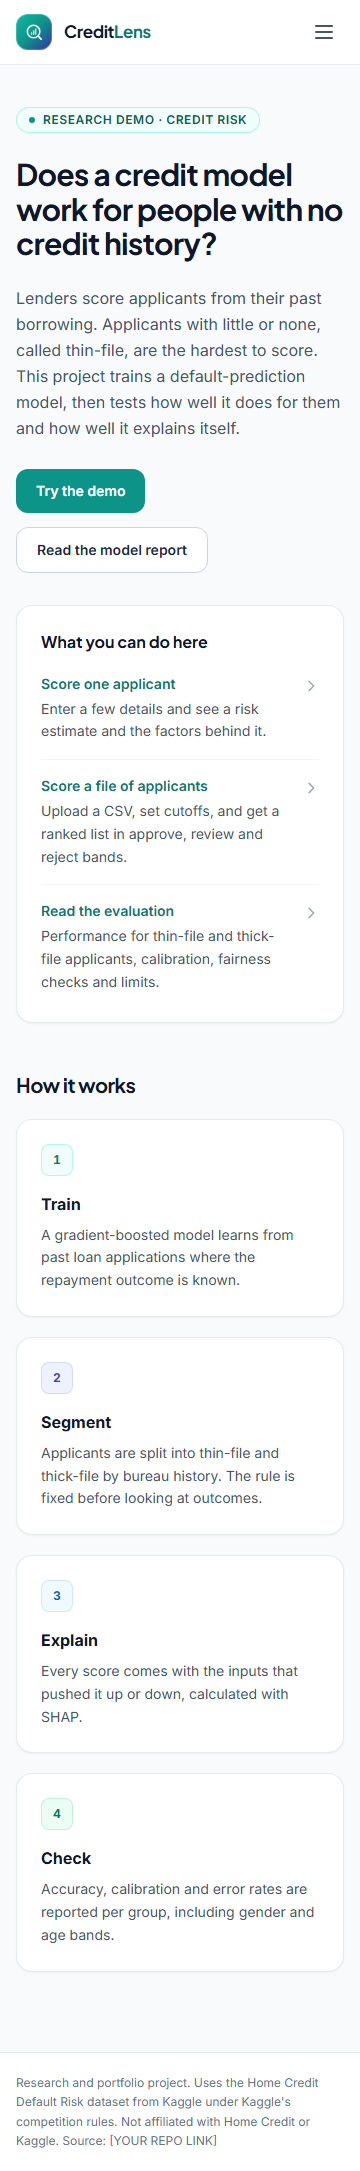 CreditLens
RESEARCH DEMO · CREDIT RISK
Does a credit model
work for people with no
credit history?
Lenders score applicants from their past
borrowing. Applicants with little or none,
called thin-file, are the hardest to score.
This project trains a default-prediction
model, then tests how well it does for them
and how well it explains itself.
Try the demo
Read the model report
What you can do here
Score one applicant
Enter a few details and see a risk
estimate and the factors behind it.
Score a file of applicants
Upload a CSV, set cutoffs, and get a
ranked list in approve, review and
reject bands.
Read the evaluation
Performance for thin-file and thick-
file applicants, calibration, fairness
checks and limits.
How it works
1
Train
A gradient-boosted model learns from
past loan applications where the
repayment outcome is known.
2
Segment
Applicants are split into thin-file and
thick-file by bureau history. The rule is
fixed before looking at outcomes.
3
Explain
Every score comes with the inputs that
pushed it up or down, calculated with
SHAP.
4
Check
Accuracy, calibration and error rates are
reported per group, including gender and
age bands.
Research and portfolio project. Uses the Home Credit
Default Risk dataset from Kaggle under Kaggle's
competition rules. Not affiliated with Home Credit or
Kaggle. Source: [YOUR REPO LINK]